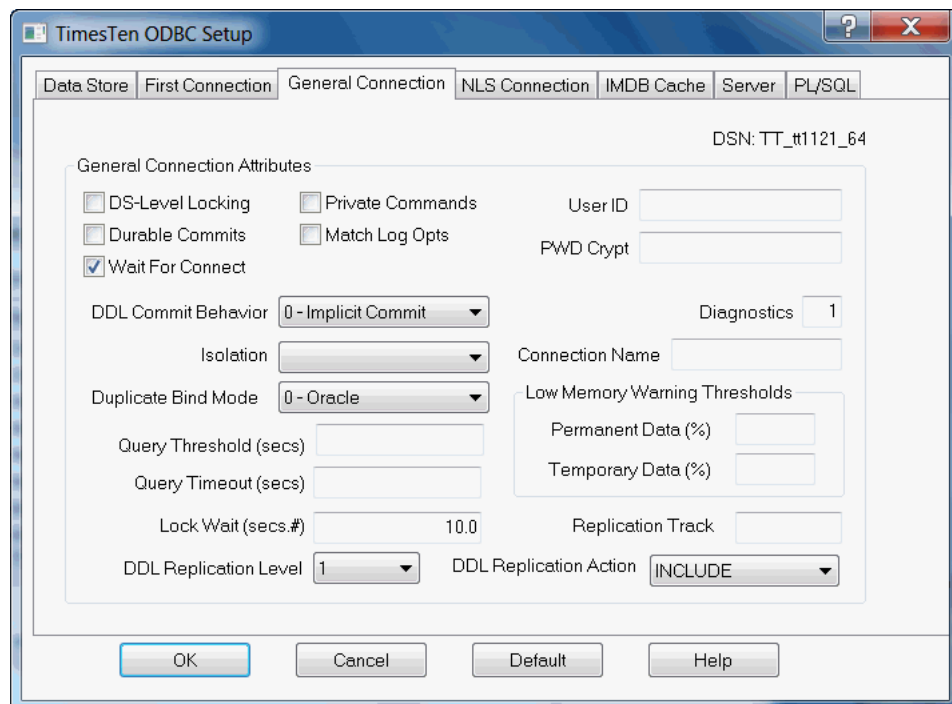 TimesTen ODBC Setup
?
X
Data Store
First Connection
General Connection
NLS Connection
IMDB Cache
Server
PL/SQL
DSN: TT_tt1121_64
General Connection Attributes
DS-Level Locking
Private Commands
User ID
Durable Commits
Match Log Opts
PWD Crypt
Wait For Connect
DDL Commit Behavior 0 - Implicit Commit
Diagnostics 1
Isolation
Connection Name
Duplicate Bind Mode 0 - Oracle
Low Memory Warning Thresholds
Permanent Data (%)
Query Threshold (secs)
Temporary Data (%)
Query Timeout (secs)
Lock Wait (secs.#) 10.0
Replication Track
DDL Replication Level 1
DDL Replication Action INCLUDE
OK
Cancel
Default
Help